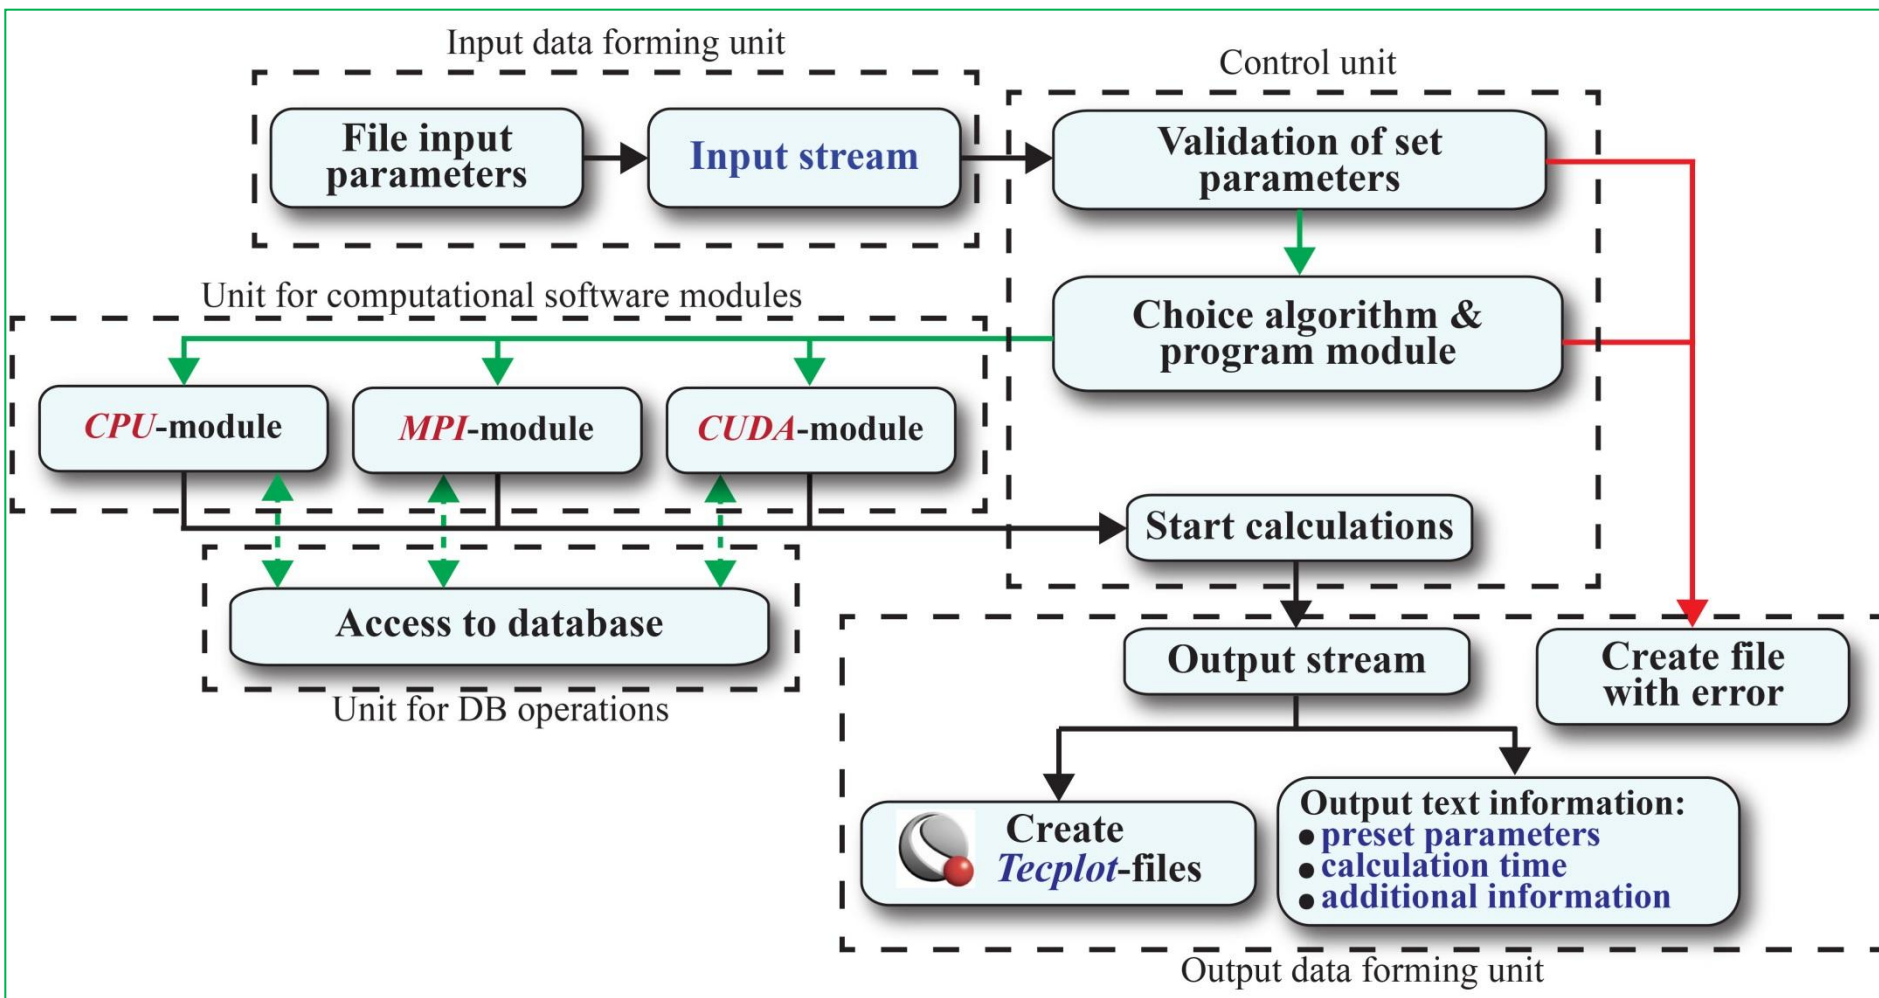 Input data forming unit
Control unit
File input
parameters
Input stream
Validation of set
parameters
Unit for computational software modules
Choice algorithm &
program module
CPU-module
MPI-module
CUDA-module
Start calculations
Access to database
Unit for DB operations
Output stream
Create file
with error
Create
Tecplot-files
Output text information:
• preset parameters
• calculation time
• additional information
Output data forming unit